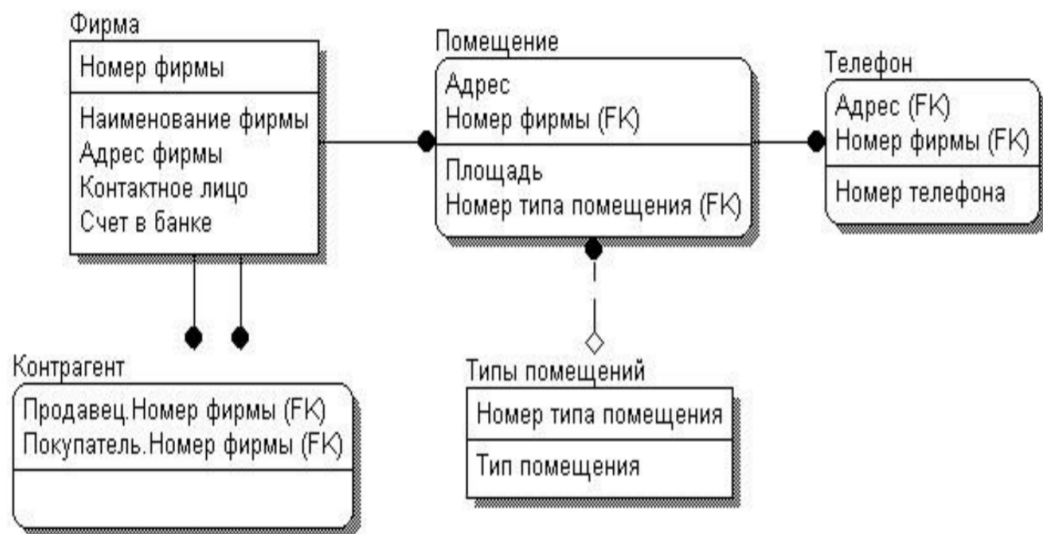 Фирма
Номер фирмы
Наименование фирмы
Адрес фирмы
Контактное лицо
Счет в банке
Помещение
Адрес
Номер фирмы (FK)
Площадь
Номер типа помещения (FK)
Телефон
Адрес (FK)
Номер фирмы (FK)
Номер телефона
Контрагент
Продавец.Номер фирмы (FK)
Покупатель.Номер фирмы (FK)
Типы помещений
Номер типа помещения
Тип помещения